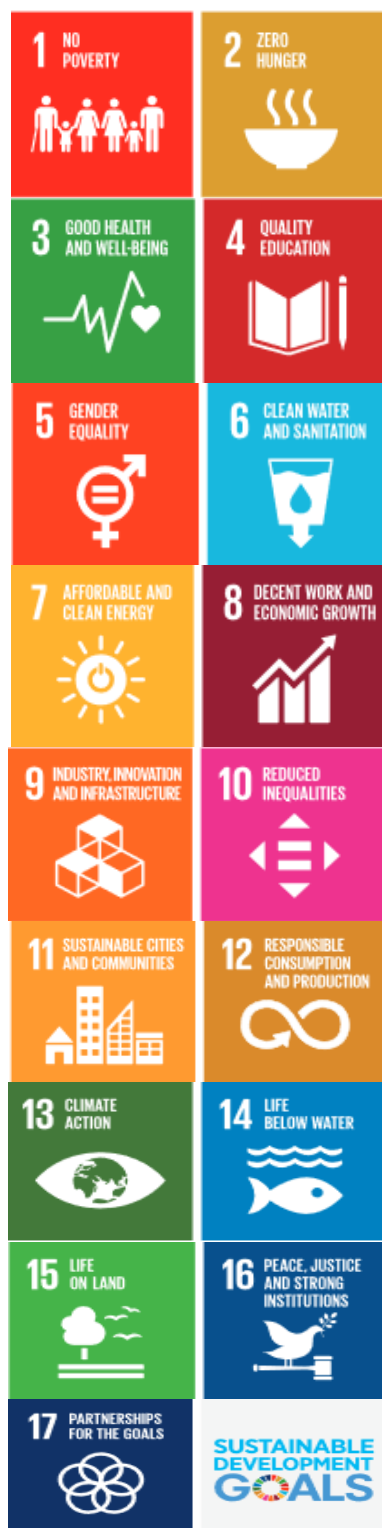 1 NO
POVERTY
2 ZERO
HUNGER
3 GOOD HEALTH
AND WELL-BEING
4 QUALITY
EDUCATION
5 GENDER
EQUALITY
6 CLEAN WATER
AND SANITATION
7 AFFORDABLE AND
CLEAN ENERGY
8 DECENT WORK AND
ECONOMIC GROWTH
9 INDUSTRY, INNOVATION
AND INFRASTRUCTURE
10 REDUCED
INEQUALITIES
11 SUSTAINABLE CITIES
AND COMMUNITIES
12 RESPONSIBLE
CONSUMPTION
AND PRODUCTION
13 CLIMATE
ACTION
14 LIFE
BELOW WATER
15 LIFE
ON LAND
16 PEACE, JUSTICE
AND STRONG
INSTITUTIONS
17 PARTNERSHIPS
FOR THE GOALS
SUSTAINABLE
DEVELOPMENT
GOALS